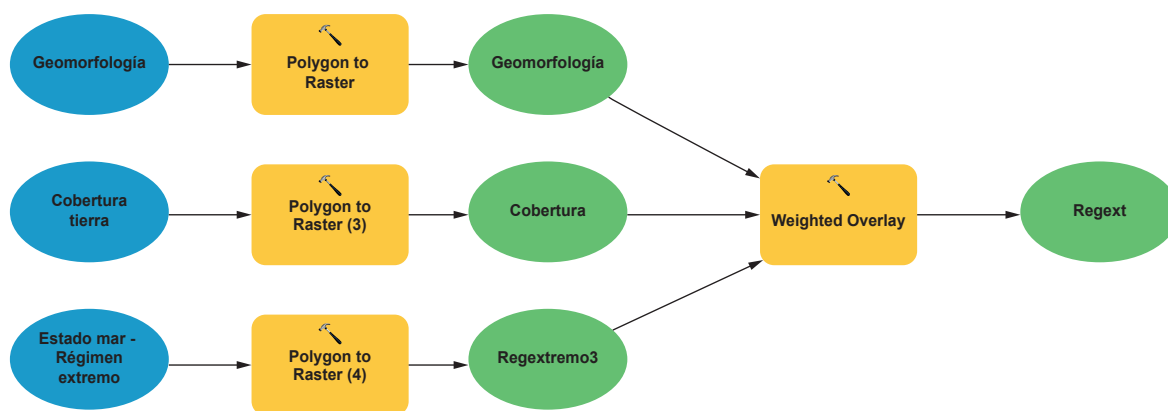 Geomorfología
Polygon to
Raster
Geomorfología
Cobertura
tierra
Polygon to
Raster (3)
Cobertura
Weighted Overlay
Regext
Estado mar -
Régimen
extremo
Polygon to
Raster (4)
Regextremo3